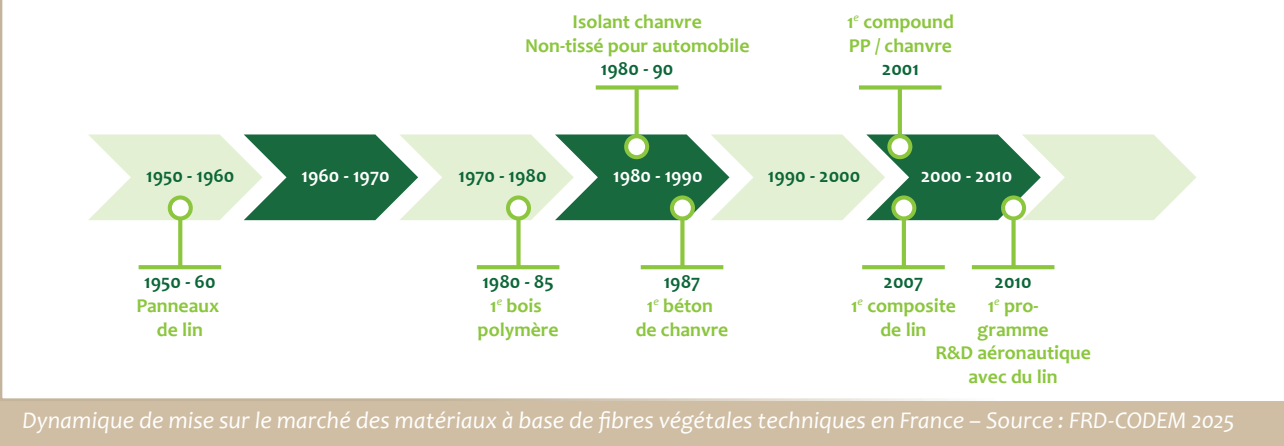 Isolant chanvre
Non-tissé pour automobile
1980 - 90
1e compound
PP / chanvre
2001
1950 - 1960
1960 - 1970
1970 - 1980
1980 - 1990
1990 - 2000
2000 - 2010
1950 - 60
Panneaux
de lin
1980 - 85
1e bois
polymère
1987
1e béton
de chanvre
2007
1e composite
de lin
2010
1e pro-
gramme
R&D aéronautique
avec du lin
Dynamique de mise sur le marché des matériaux à base de fibres végétales techniques en France – Source : FRD-CODEM 2025